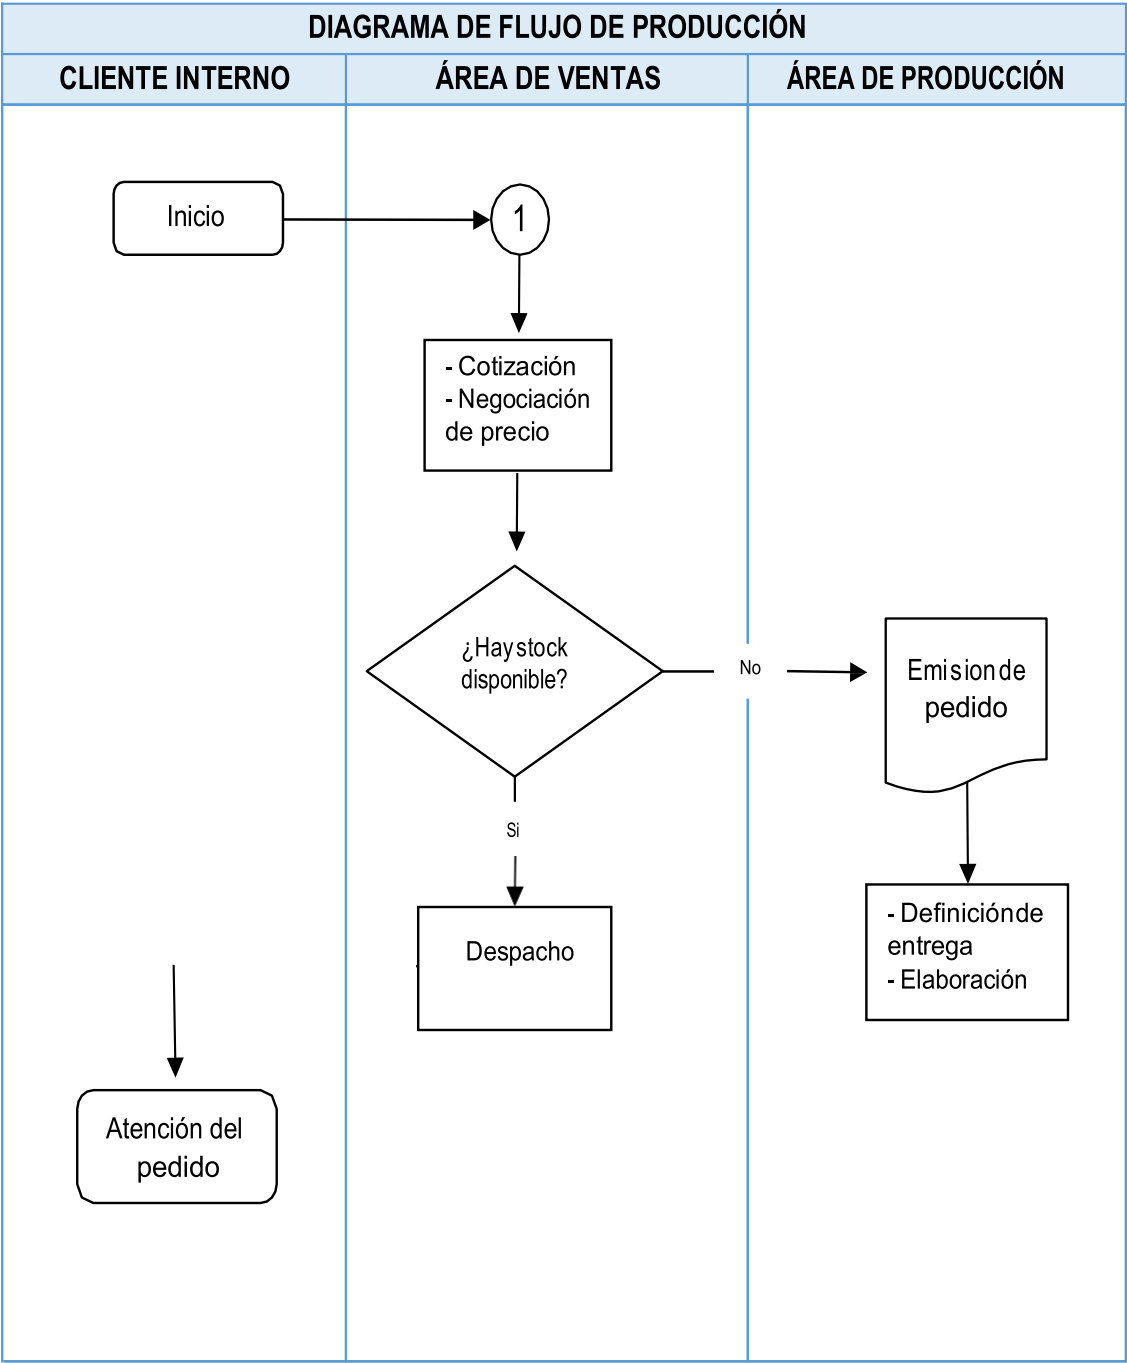 DIAGRAMA DE FLUJO DE PRODUCCIÓN
CLIENTE INTERNO
ÁREA DE VENTAS
ÁREA DE PRODUCCIÓN
Inicio
1
- Cotización
- Negociación
de precio
¿Hay stock
disponible?
No
Emision de
pedido
Si
Despacho
- Definición de
entrega
- Elaboración
Atención del
pedido